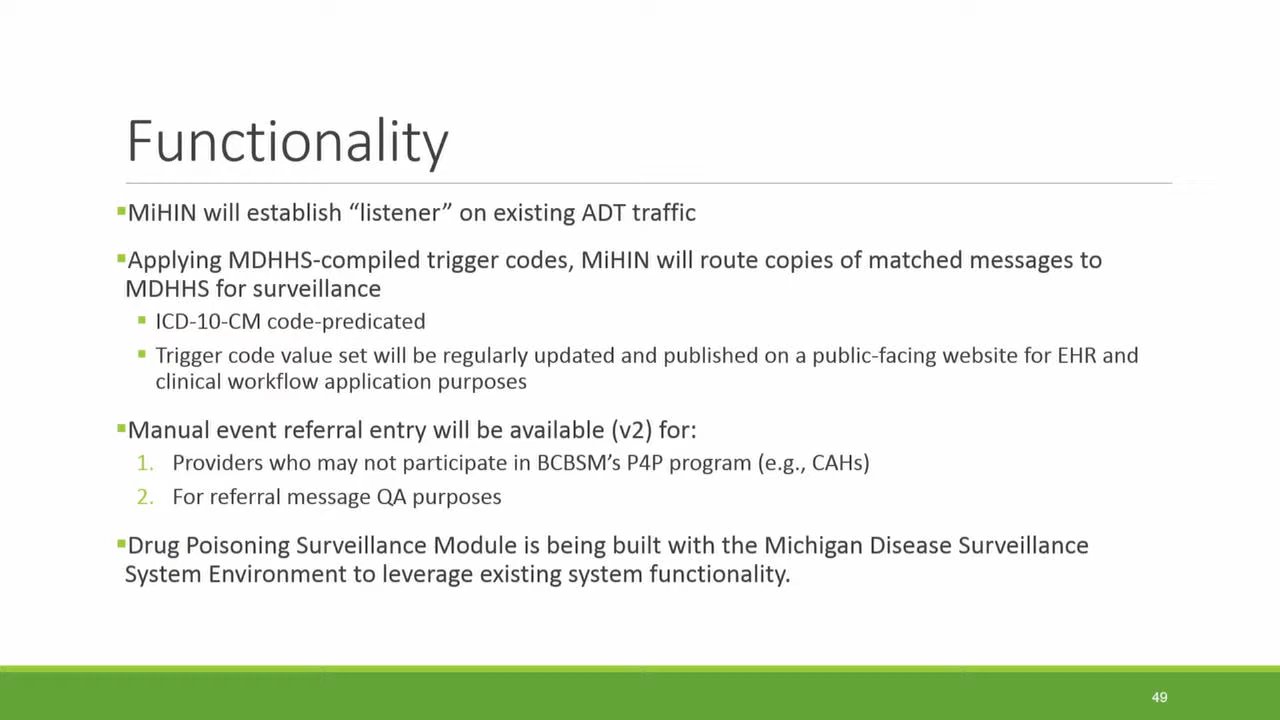 Functionality
▪MiHIN will establish “listener” on existing ADT traffic
▪Applying MDHHS-compiled trigger codes, MiHIN will route copies of matched messages to
MDHHS for surveillance
▪ ICD-10-CM code-predicated
▪ Trigger code value set will be regularly updated and published on a public-facing website for EHR and
clinical workflow application purposes
▪Manual event referral entry will be available (v2) for:
1. Providers who may not participate in BCBSM’s P4P program (e.g., CAHs)
2. For referral message QA purposes
▪Drug Poisoning Surveillance Module is being built with the Michigan Disease Surveillance
System Environment to leverage existing system functionality.
49